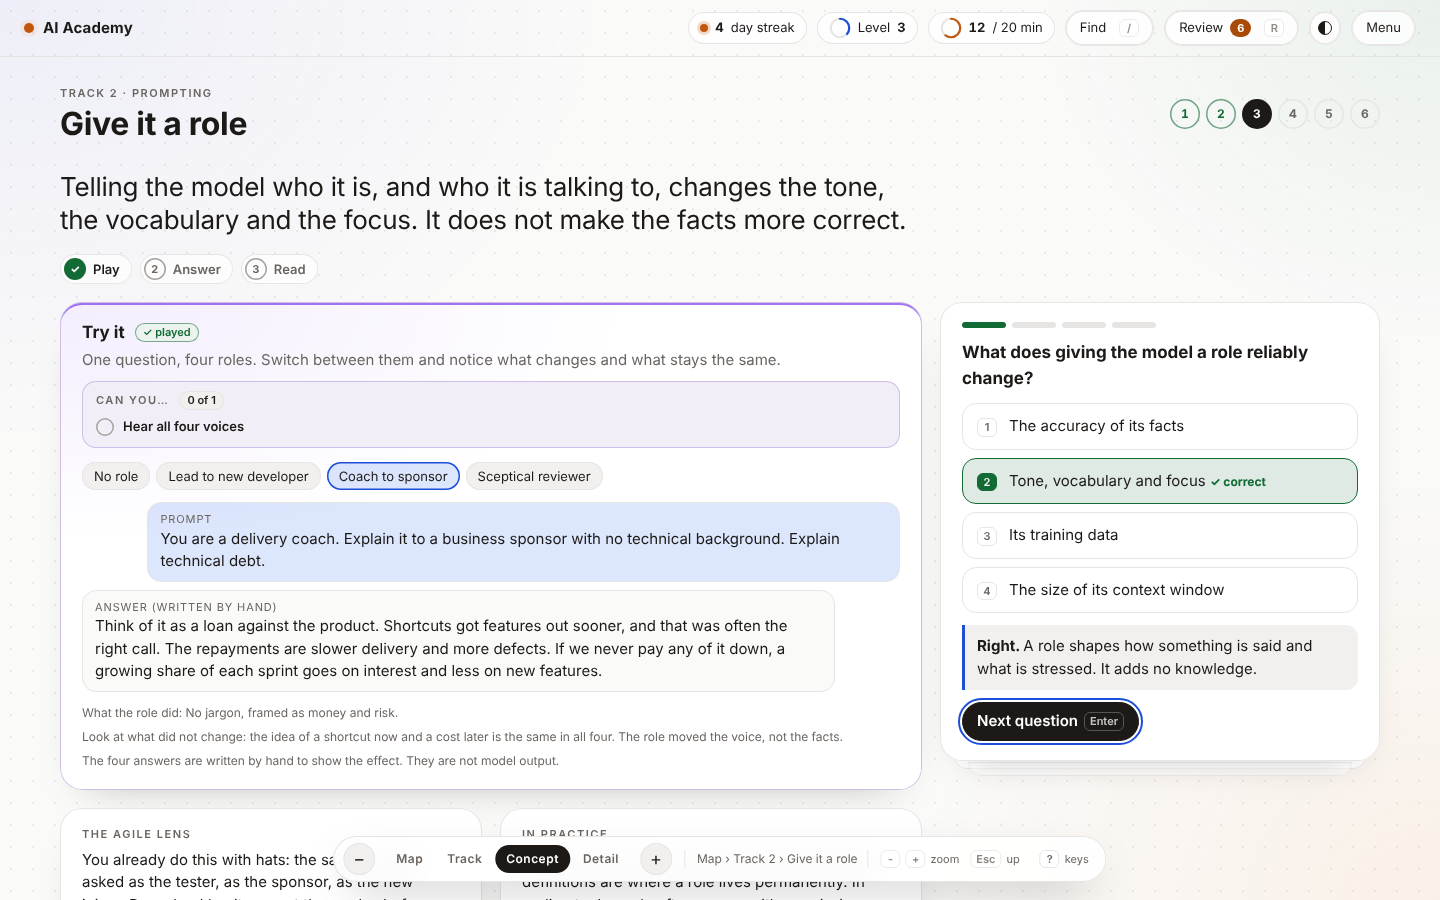 AI Academy
4 day streak
Level 3
12 / 20 min
Find /
Review 6 R
Menu
TRACK 2 · PROMPTING
Give it a role
1 2 3 4 5 6
Telling the model who it is, and who it is talking to, changes the tone,
the vocabulary and the focus. It does not make the facts more correct.
✓ Play
2 Answer
3 Read
Try it ✓ played
One question, four roles. Switch between them and notice what changes and what stays the same.
CAN YOU... 0 of 1
Hear all four voices
No role
Lead to new developer
Coach to sponsor
Sceptical reviewer
PROMPT
You are a delivery coach. Explain it to a business sponsor with no technical background. Explain
technical debt.
ANSWER (WRITTEN BY HAND)
Think of it as a loan against the product. Shortcuts got features out sooner, and that was often the
right call. The repayments are slower delivery and more defects. If we never pay any of it down, a
growing share of each sprint goes on interest and less on new features.
What the role did: No jargon, framed as money and risk.
Look at what did not change: the idea of a shortcut now and a cost later is the same in all four. The role moved the voice, not the facts.
The four answers are written by hand to show the effect. They are not model output.
What does giving the model a role reliably
change?
1 The accuracy of its facts
2 Tone, vocabulary and focus ✓ correct
3 Its training data
4 The size of its context window
Right. A role shapes how something is said and
what is stressed. It adds no knowledge.
Next question Enter
THE AGILE LENS
You already do this with hats: the sa
asked as the tester, as the sponsor, as the new
IN PRACTICE
definitions are where a role lives permanently. In
− Map Track Concept Detail +
Map › Track 2 › Give it a role
- + zoom Esc up ? keys